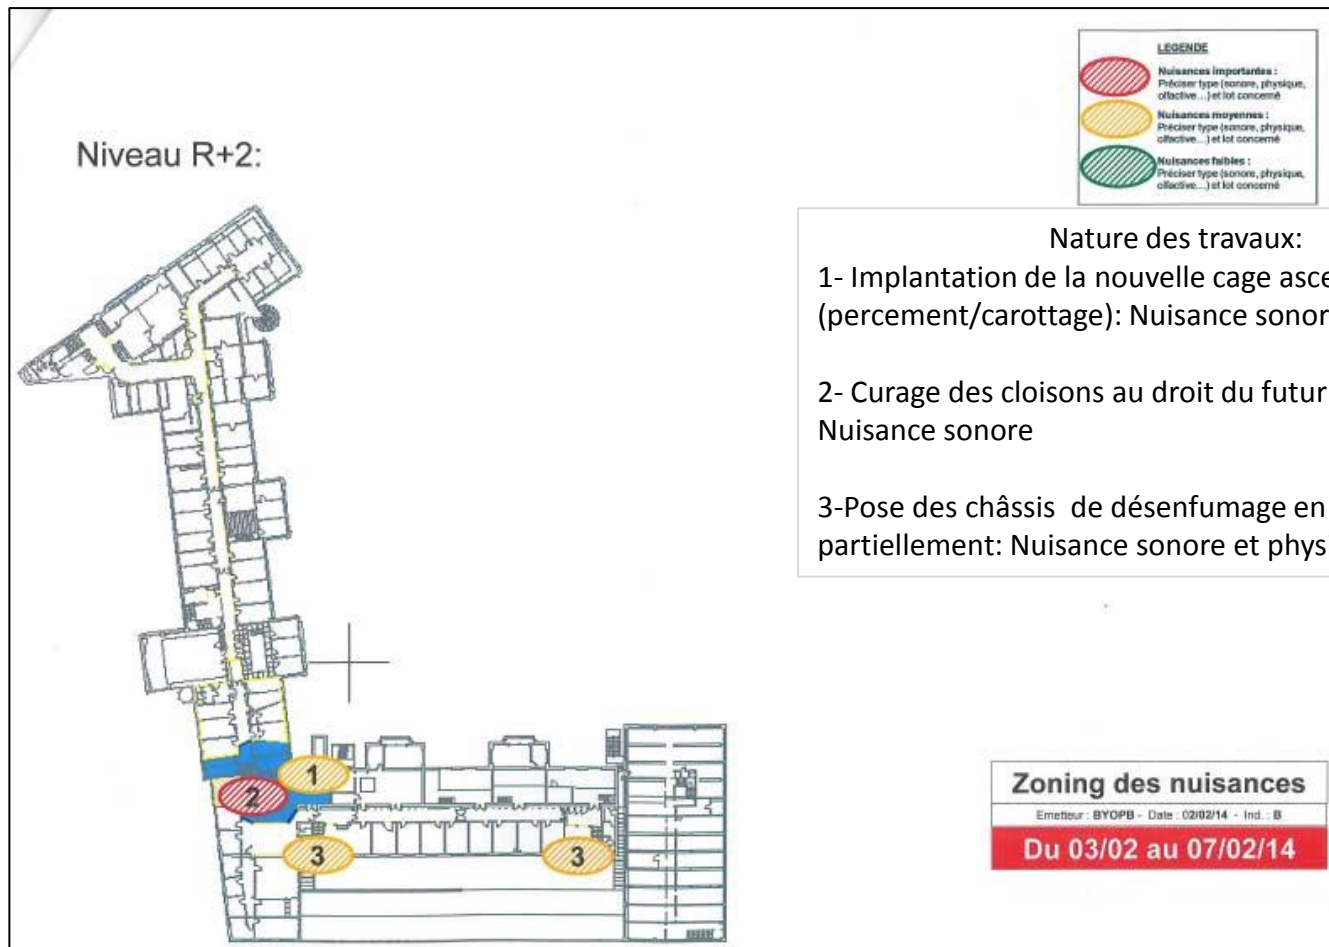 LEGENDE
Nuisances importantes :
Préciser type (sonore, physique,
olfactive...) et lot concerné
Nuisances moyennes :
Préciser type (sonore, physique,
olfactive...) et lot concerné
Nuisances faibles :
Préciser type (sonore, physique,
olfactive...) et lot concerné
Niveau R+2:
Nature des travaux:
1- Implantation de la nouvelle cage asce
(percement/carottage): Nuisance sonor
2- Curage des cloisons au droit du futur
Nuisance sonore
3-Pose des châssis de désenfumage en
partiellement: Nuisance sonore et phys
1
2
3
3
Zoning des nuisances
Emetteur : BYOPB - Date : 02/02/14 - Ind. : B
Du 03/02 au 07/02/14